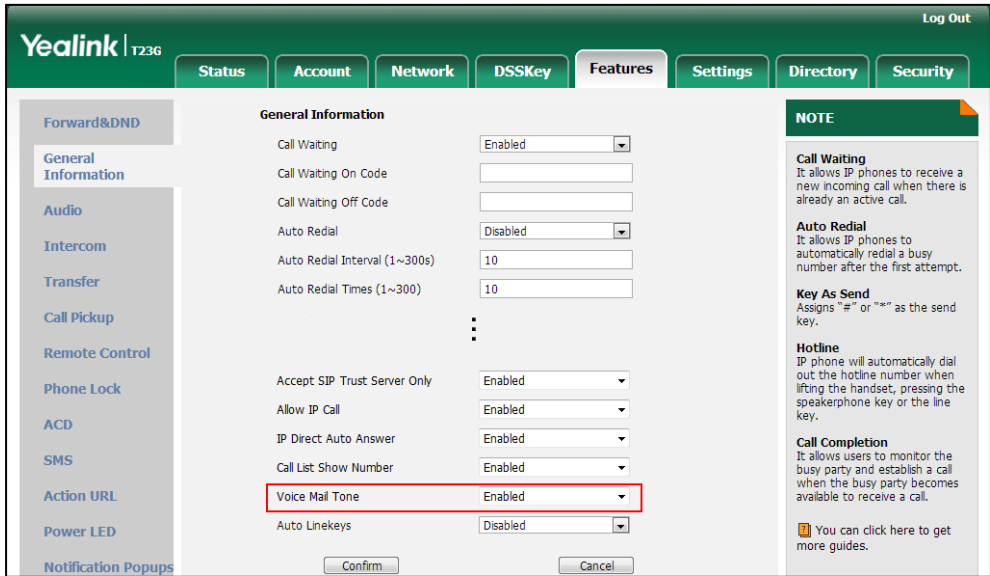 Log Out
Yealink T23G
Status Account Network DSSKey Features Settings Directory Security
Forward&DND
General
Information
Audio
Intercom
Transfer
Call Pickup
Remote Control
Phone Lock
ACD
SMS
Action URL
Power LED
Notification Popups
General Information
Call Waiting Enabled
Call Waiting On Code
Call Waiting Off Code
Auto Redial Disabled
Auto Redial Interval (1~300s) 10
Auto Redial Times (1~300) 10
Accept SIP Trust Server Only Enabled
Allow IP Call Enabled
IP Direct Auto Answer Enabled
Call List Show Number Enabled
Voice Mail Tone Enabled
Auto Linekeys Disabled
Confirm Cancel
NOTE
Call Waiting
It allows IP phones to receive a
new incoming call when there is
already an active call.
Auto Redial
It allows IP phones to
automatically redial a busy
number after the first attempt.
Key As Send
Assigns "#" or "*" as the send
key.
Hotline
IP phone will automatically dial
out the hotline number when
lifting the handset, pressing the
speakerphone key or the line
key.
Call Completion
It allows users to monitor the
busy party and establish a call
when the busy party becomes
available to receive a call.
? You can click here to get
more guides.